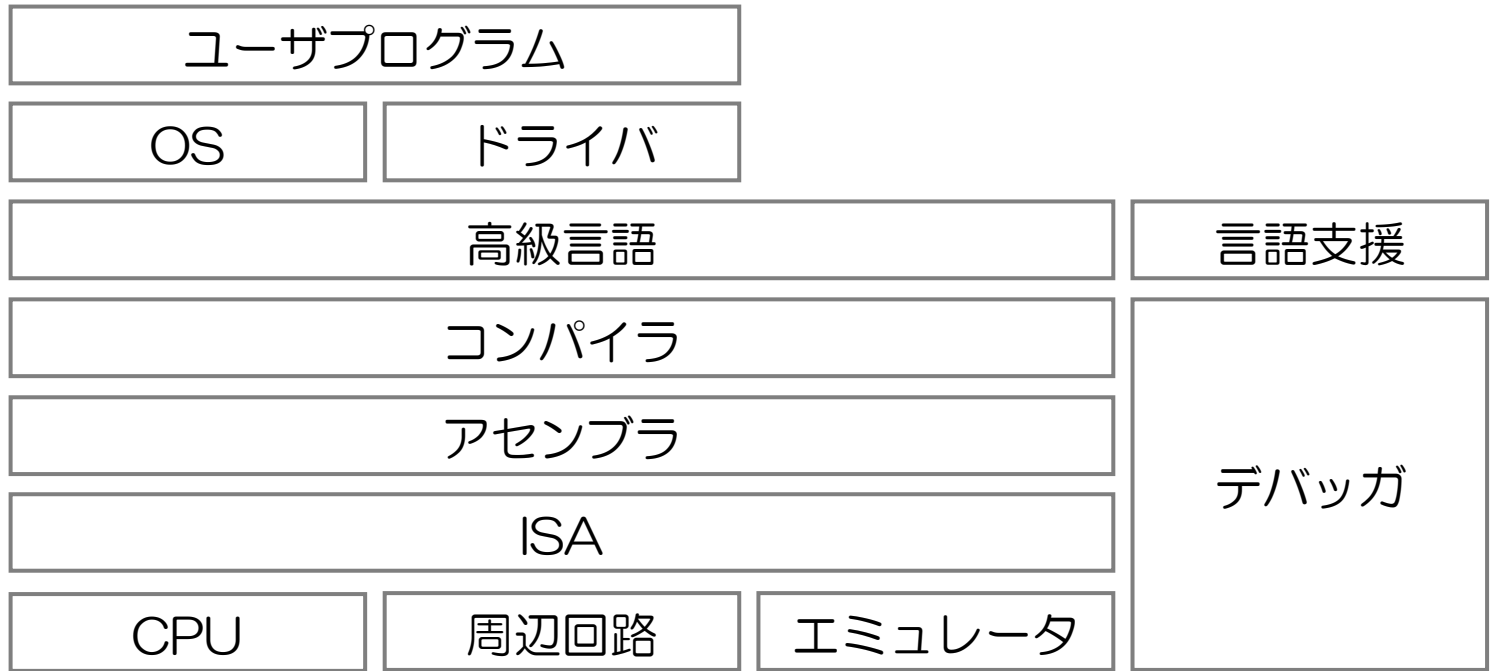 ユーザプログラム
OS
ドライバ
高級言語
言語支援
コンパイラ
アセンブラ
デバッガ
ISA
CPU
周辺回路
エミュレータ